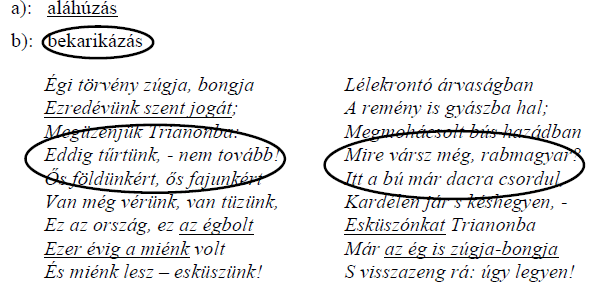 a): aláhúzás
b): bekarikázás
Égi törvény zúgja, bongja
Ezredévünk szent jogát;
Megüzenjük Trianonba:
Eddig tűrtünk, - nem tovább!
Ős földünkért, ős fajunkért
Van még vérünk, van tüzünk,
Ez az ország, ez az égbolt
Ezer évig a miénk volt
És miénk lesz – esküszünk!
Lélekrontó árvaságban
A remény is gyászba hal;
Megmohácsolt bús hazádban
Mire vársz még, rabmagyar?
Itt a bú már dacra csordul,
Kardélen jár s késhegyen, -
Esküszónkat Trianonba
Már az ég is zúgja-bongja
S visszazeng rá: úgy legyen!